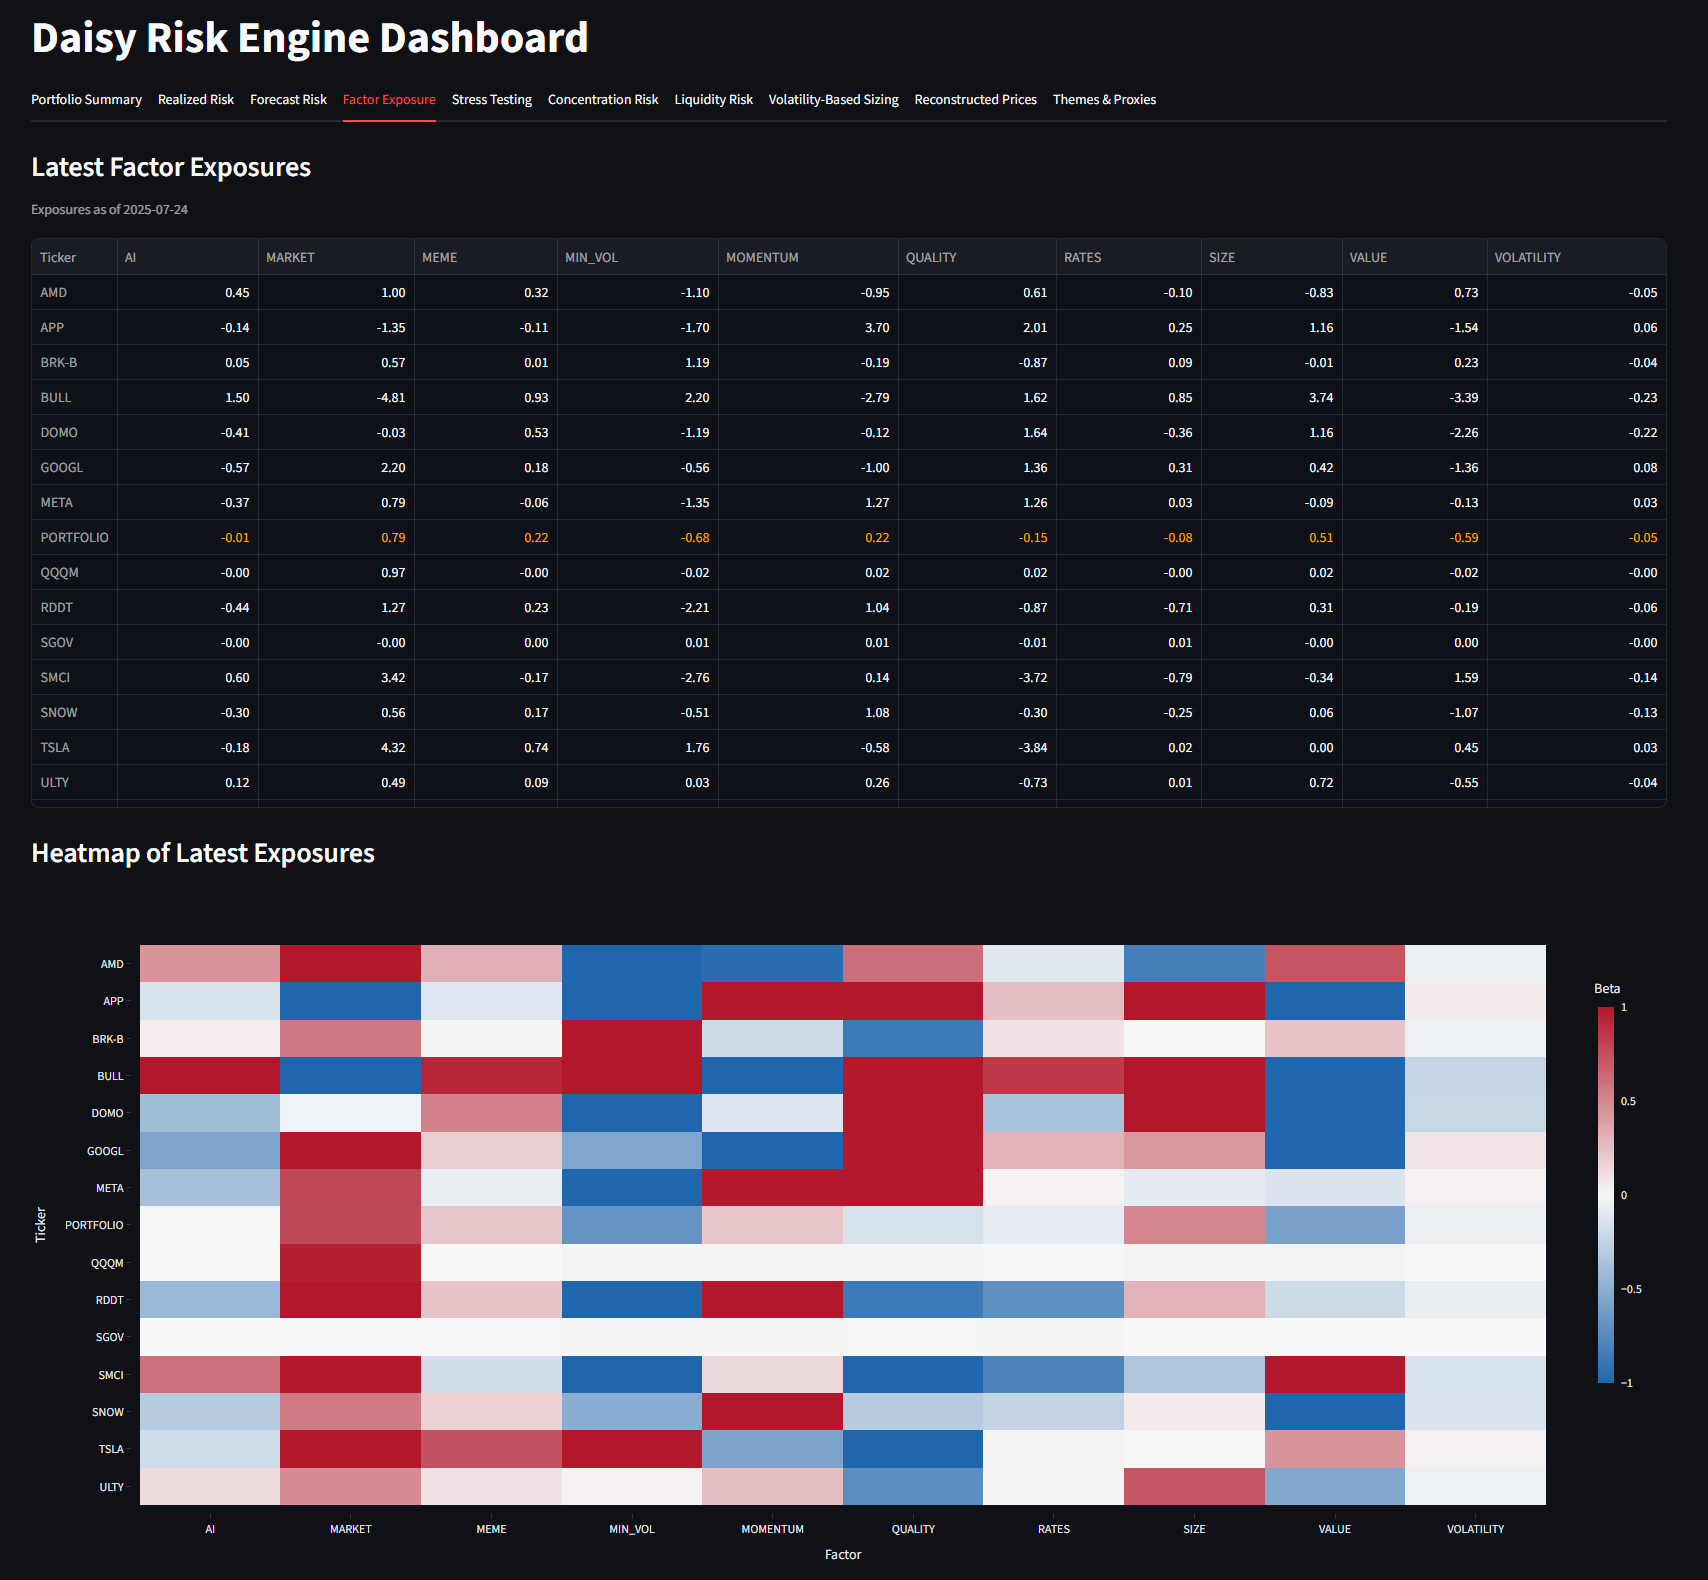 Daisy Risk Engine Dashboard
Portfolio Summary Realized Risk Forecast Risk Factor Exposure Stress Testing Concentration Risk Liquidity Risk Volatility-Based Sizing Reconstructed Prices Themes & Proxies
Latest Factor Exposures
Exposures as of 2025-07-24
Ticker AI MARKET MEME MIN_VOL MOMENTUM QUALITY RATES SIZE VALUE VOLATILITY
AMD 0.45 1.00 0.32 -1.10 -0.95 0.61 -0.10 -0.83 0.73 -0.05
APP -0.14 -1.35 -0.11 -1.70 3.70 2.01 0.25 1.16 -1.54 0.06
BRK-B 0.05 0.57 0.01 1.19 -0.19 -0.87 0.09 -0.01 0.23 -0.04
BULL 1.50 -4.81 0.93 2.20 -2.79 1.62 0.85 3.74 -3.39 -0.23
DOMO -0.41 -0.03 0.53 -1.19 -0.12 1.64 -0.36 1.16 -2.26 -0.22
GOOGL -0.57 2.20 0.18 -0.56 -1.00 1.36 0.31 0.42 -1.36 0.08
META -0.37 0.79 -0.06 -1.35 1.27 1.26 0.03 -0.09 -0.13 0.03
PORTFOLIO -0.01 0.79 0.22 -0.68 0.22 -0.15 -0.08 0.51 -0.59 -0.05
QQQM -0.00 0.97 -0.00 -0.02 0.02 0.02 -0.00 0.02 -0.02 -0.00
RDDT -0.44 1.27 0.23 -2.21 1.04 -0.87 -0.71 0.31 -0.19 -0.06
SGOV -0.00 -0.00 0.00 0.01 0.01 -0.01 0.01 -0.00 0.00 -0.00
SMCI 0.60 3.42 -0.17 -2.76 0.14 -3.72 -0.79 -0.34 1.59 -0.14
SNOW -0.30 0.56 0.17 -0.51 1.08 -0.30 -0.25 0.06 -1.07 -0.13
TSLA -0.18 4.32 0.74 1.76 -0.58 -3.84 0.02 0.00 0.45 0.03
ULTY 0.12 0.49 0.09 0.03 0.26 -0.73 0.01 0.72 -0.55 -0.04
Heatmap of Latest Exposures
Ticker
AMD
APP
BRK-B
BULL
DOMO
GOOGL
META
PORTFOLIO
QQQM
RDDT
SGOV
SMCI
SNOW
TSLA
ULTY
AI MARKET MEME MIN_VOL MOMENTUM QUALITY RATES SIZE VALUE VOLATILITY
Factor
Beta
1
0.5
0
−0.5
−1